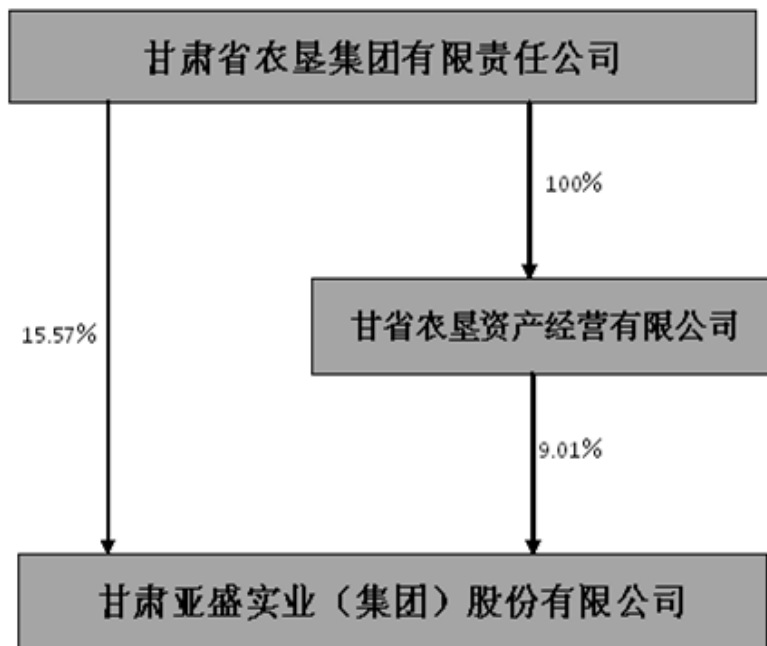 甘肃省农垦集团有限责任公司
100%
甘省农垦资产经营有限公司
15.57%
9.01%
甘肃亚盛实业（集团）股份有限公司